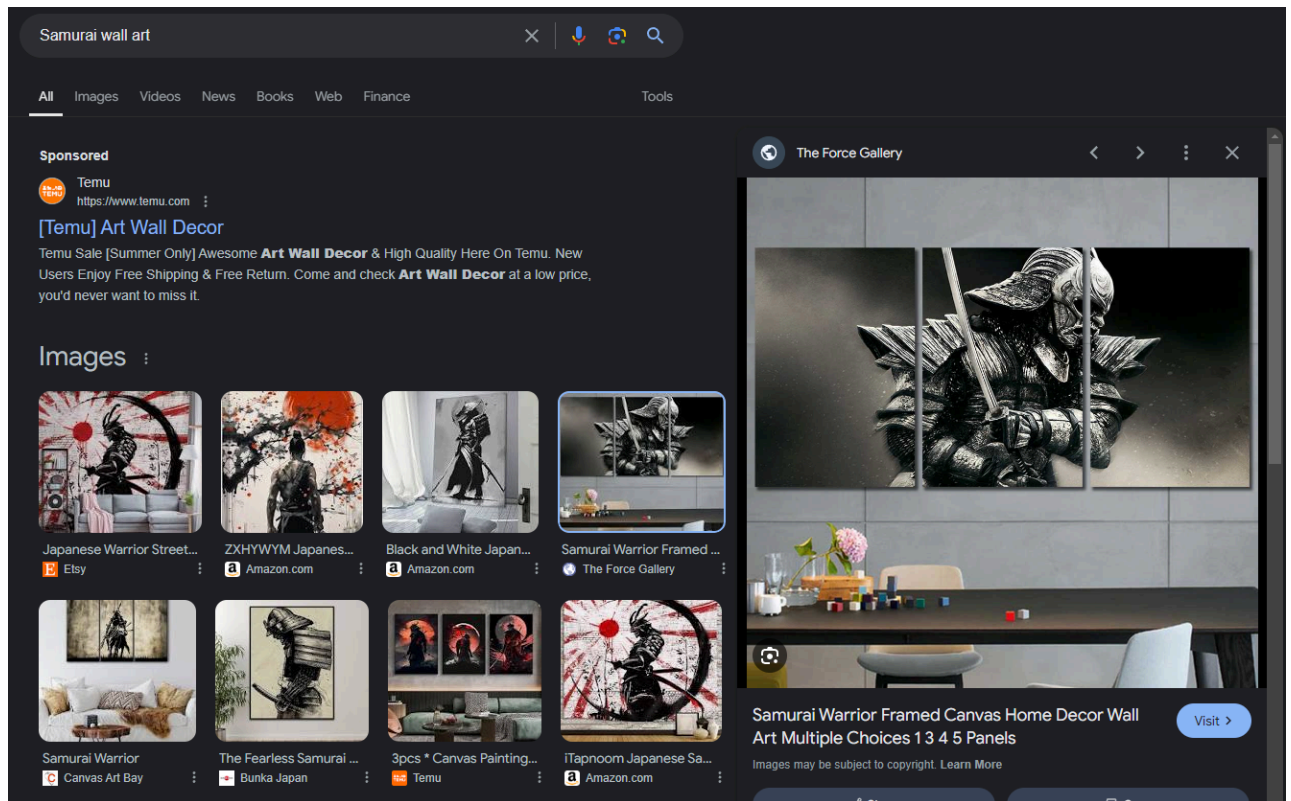 Samurai wall art
All
Images
Videos
News
Books
Web
Finance
Tools
Sponsored
TEMU
Temu
https://www.temu.com
[Temu] Art Wall Decor
Temu Sale [Summer Only] Awesome Art Wall Decor & High Quality Here On Temu. New
Users Enjoy Free Shipping & Free Return. Come and check Art Wall Decor at a low price,
you'd never want to miss it.
Images
Japanese Warrior Street...
E Etsy
ZXHYWYM Japanes...
a Amazon.com
Black and White Japan...
a Amazon.com
Samurai Warrior Framed ...
The Force Gallery
Samurai Warrior
Canvas Art Bay
The Fearless Samurai ...
Bunka Japan
3pcs * Canvas Painting...
Temu
iTapnoom Japanese Sa...
a Amazon.com
The Force Gallery
Samurai Warrior Framed Canvas Home Decor Wall
Art Multiple Choices 1 3 4 5 Panels
Visit
Images may be subject to copyright. Learn More